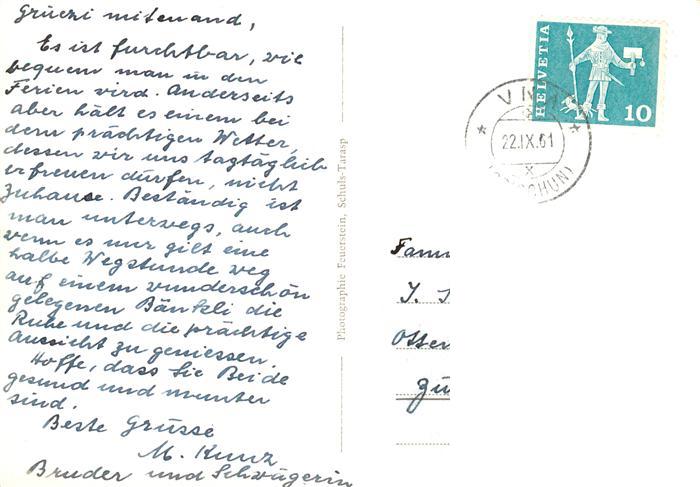 Grüezi mitenand,
Es ist furchtbar, wie
bequem man in den
Ferien wird. Anderseits
aber hält es einem bei
dem prächtigen Wetter,
dessen wir uns tagtäglich
erfreuen dürfen, nicht
Zuhause. Beständig ist
man unterwegs, auch
wenn es nur gilt eine
halbe Wegstunde weg
auf einem wunderschön
gelegenen Bänkli die
Ruhe und die prächtige
Aussicht zu geniessen.
Hoffe, dass Sie Beide
gesund und munter
sind.
Beste Grüsse
M. Kunz
Bruder und Schwägerin
Photographie Feuerstein, Schuls-Tarasp
HELVETIA
10
22.IX.61
Fam
J.
Otten
Zü